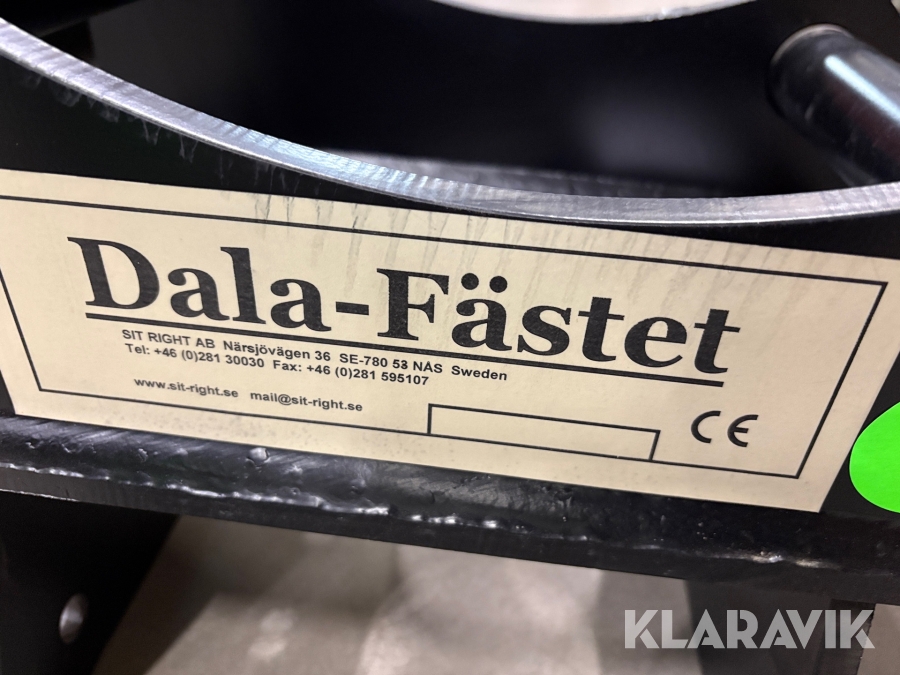 Dala-Fästet
SIT RIGHT AB Närsjövägen 36 SE-780 53 NÅS Sweden
Tel: +46 (0)281 30030 Fax: +46 (0)281 595107
www.sit-right.se mail@sit-right.se
CE
KLARAVIK